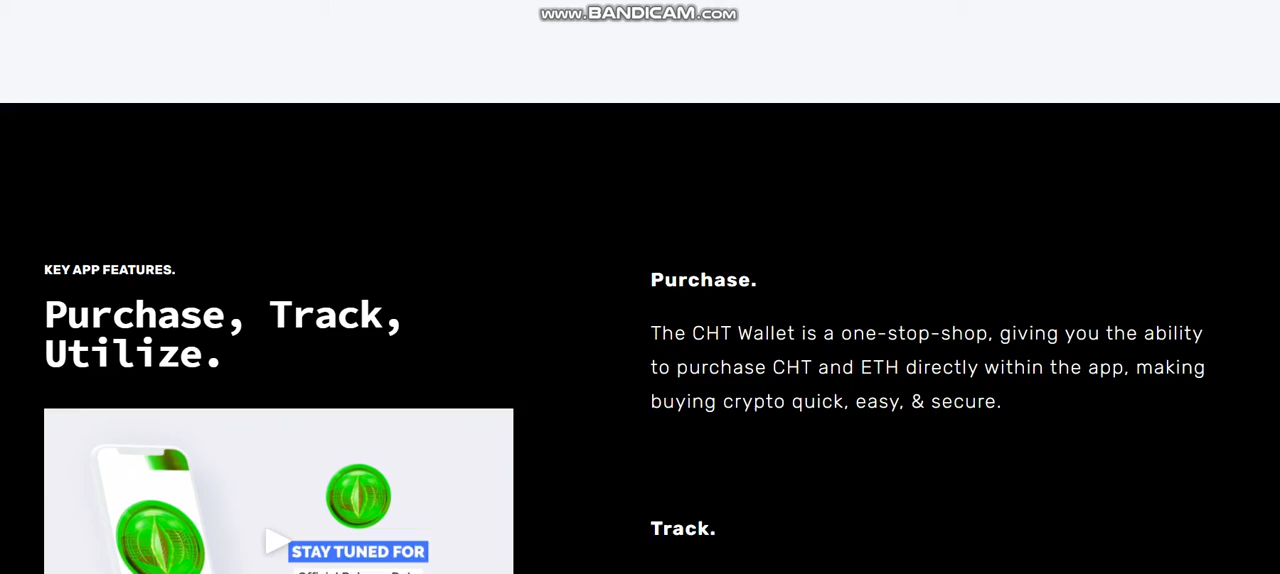 www.BANDICAM.com
KEY APP FEATURES.
Purchase, Track,
Utilize.
STAY TUNED FOR
Purchase.
The CHT Wallet is a one-stop-shop, giving you the ability
to purchase CHT and ETH directly within the app, making
buying crypto quick, easy, & secure.
Track.